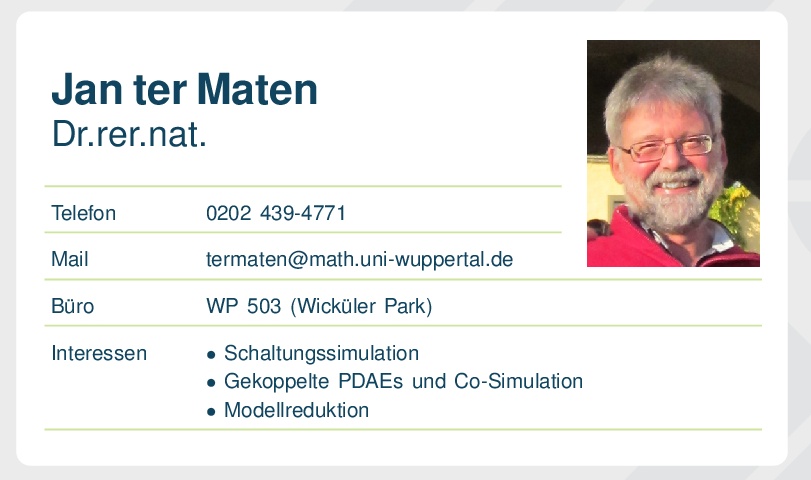 Jan ter Maten
Dr.rer.nat.
Telefon 0202 439-4771
Mail termaten@math.uni-wuppertal.de
Büro WP 503 (Wicküler Park)
Interessen • Schaltungssimulation
• Gekoppelte PDAEs und Co-Simulation
• Modellreduktion